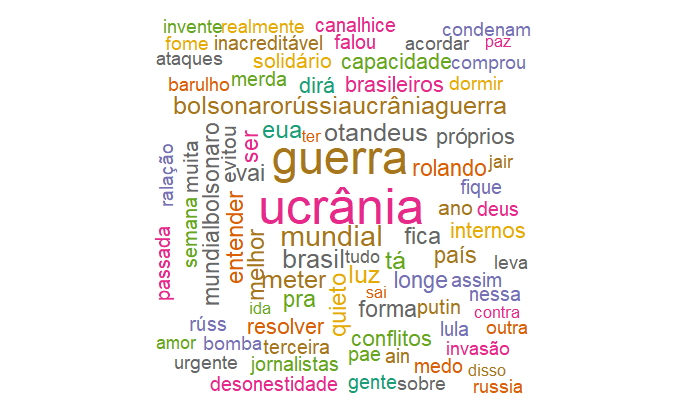 invente realmente canalhice condenam
fome inacreditável falou acordar paz
ataques solidário capacidade comprou
barulho merda dirá brasileiros dormir
bolsonarorússiaucrâniaguerra
ralação muita mundialbolsonaro evitou ser eua ter otandeus próprios
vai guerra rolando jair
semana entender ucrânia fique
ano deus
passada melhor mundial fica internos
brasil tudo tá país leva
meter quieto luz longe assim
ida pra sai forma putin nessa
rúss resolver conflitos lula contra outra
amor bomba terceira pae ain invasão
urgente jornalistas medo disso
desonestidade gente sobre russia